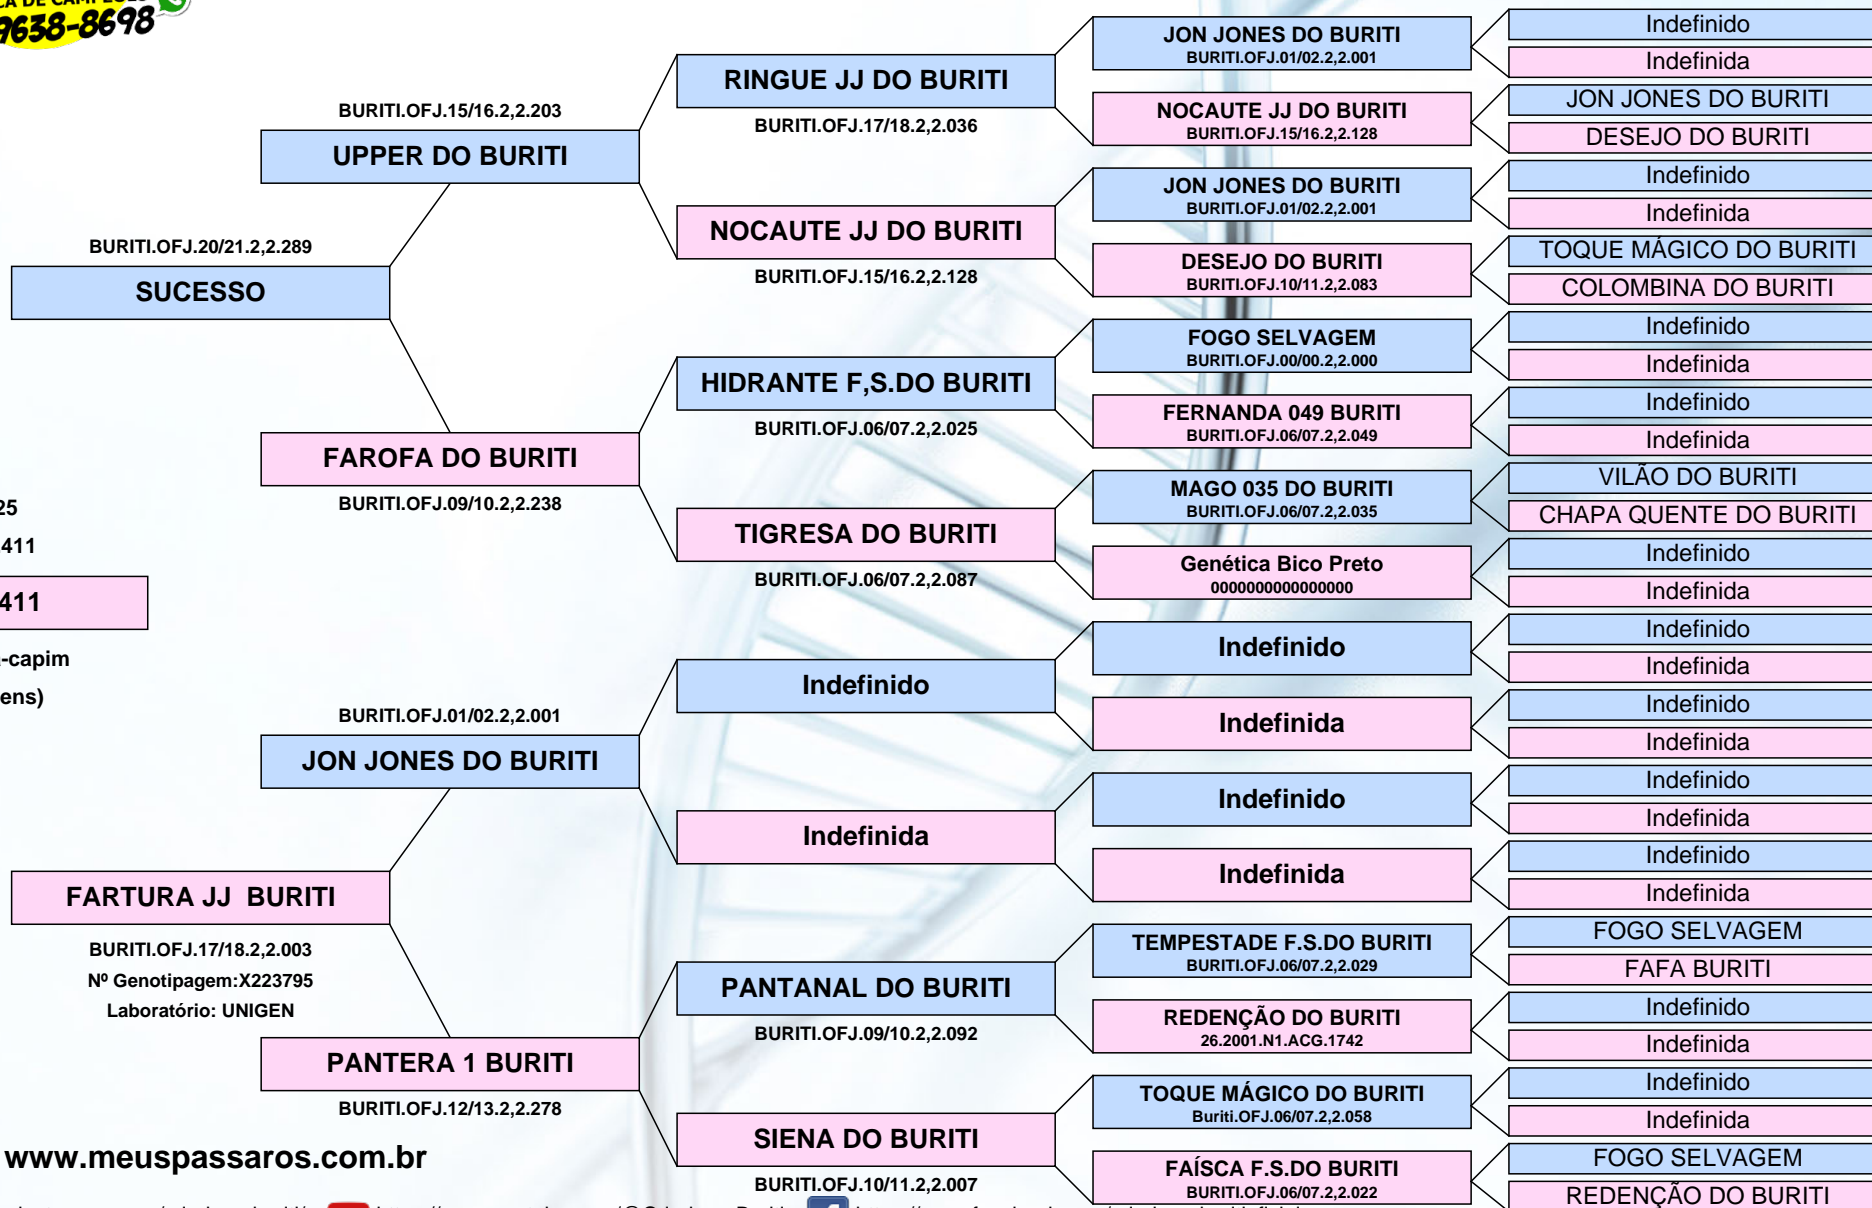 9638-8698
BURITI.OFJ.20/21.2,2.289
SUCESSO
25
411
411
-capim
ens)
FARTURA JJ BURITI
BURITI.OFJ.17/18.2,2.003
Nº Genotipagem:X223795
Laboratório: UNIGEN
www.meuspassaros.com.br
BURITI.OFJ.15/16.2,2.203
UPPER DO BURITI
FAROFA DO BURITI
BURITI.OFJ.09/10.2,2.238
BURITI.OFJ.01/02.2,2.001
JON JONES DO BURITI
PANTERA 1 BURITI
BURITI.OFJ.12/13.2,2.278
RINGUE JJ DO BURITI
BURITI.OFJ.17/18.2,2.036
NOCAUTE JJ DO BURITI
BURITI.OFJ.15/16.2,2.128
HIDRANTE F,S.DO BURITI
BURITI.OFJ.06/07.2,2.025
TIGRESA DO BURITI
BURITI.OFJ.06/07.2,2.087
Indefinido
Indefinida
PANTANAL DO BURITI
BURITI.OFJ.09/10.2,2.092
SIENA DO BURITI
BURITI.OFJ.10/11.2,2.007
JON JONES DO BURITI
BURITI.OFJ.01/02.2,2.001
NOCAUTE JJ DO BURITI
BURITI.OFJ.15/16.2,2.128
JON JONES DO BURITI
BURITI.OFJ.01/02.2,2.001
DESEJO DO BURITI
BURITI.OFJ.10/11.2,2.083
FOGO SELVAGEM
BURITI.OFJ.00/00.2,2.000
FERNANDA 049 BURITI
BURITI.OFJ.06/07.2,2.049
MAGO 035 DO BURITI
BURITI.OFJ.06/07.2,2.035
Genética Bico Preto
0000000000000000
Indefinido
Indefinida
Indefinido
Indefinida
TEMPESTADE F.S.DO BURITI
BURITI.OFJ.06/07.2,2.029
REDENÇÃO DO BURITI
26.2001.N1.ACG.1742
TOQUE MÁGICO DO BURITI
Buriti.OFJ.06/07.2,2.058
FAÍSCA F.S.DO BURITI
BURITI.OFJ.06/07.2,2.022
Indefinido
Indefinida
JON JONES DO BURITI
DESEJO DO BURITI
Indefinido
Indefinida
TOQUE MÁGICO DO BURITI
COLOMBINA DO BURITI
Indefinido
Indefinida
Indefinido
Indefinida
VILÃO DO BURITI
CHAPA QUENTE DO BURITI
Indefinido
Indefinida
Indefinido
Indefinida
Indefinido
Indefinida
Indefinido
Indefinida
Indefinido
Indefinida
FOGO SELVAGEM
FAFA BURITI
Indefinido
Indefinida
Indefinido
Indefinida
FOGO SELVAGEM
REDENÇÃO DO BURITI